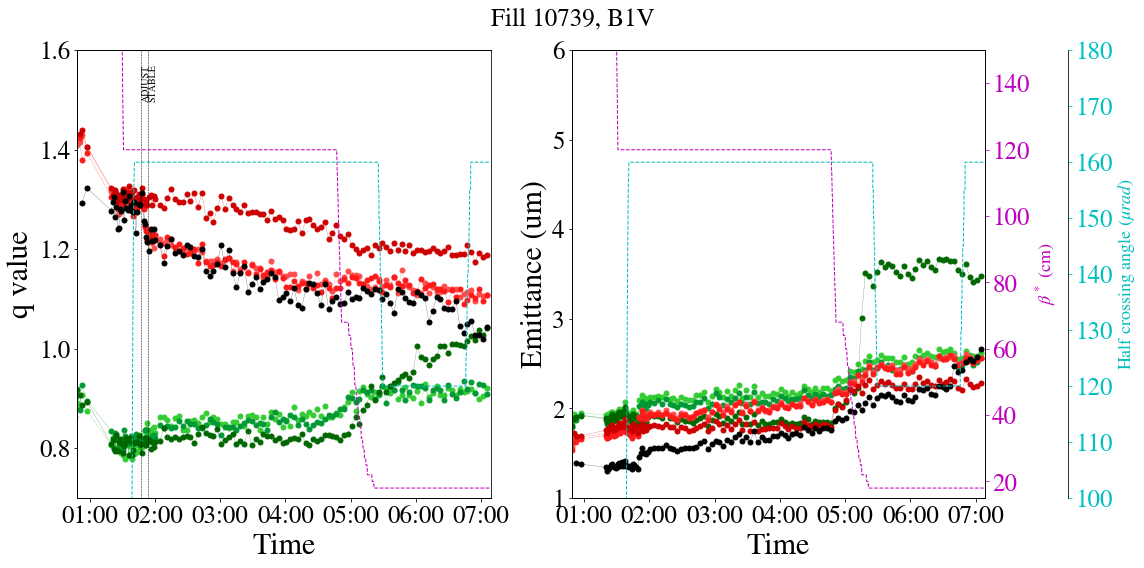 Fill 10739, B1V
1.6
1.4
1.2
1.0
0.8
q value
ADJUST
STABLE
01:00 02:00 03:00 04:00 05:00 06:00 07:00
Time
6
5
4
3
2
1
Emittance (um)
01:00 02:00 03:00 04:00 05:00 06:00 07:00
Time
140
120
100
80
60
40
20
β* (cm)
180
170
160
150
140
130
120
110
100
Half crossing angle (μrad)